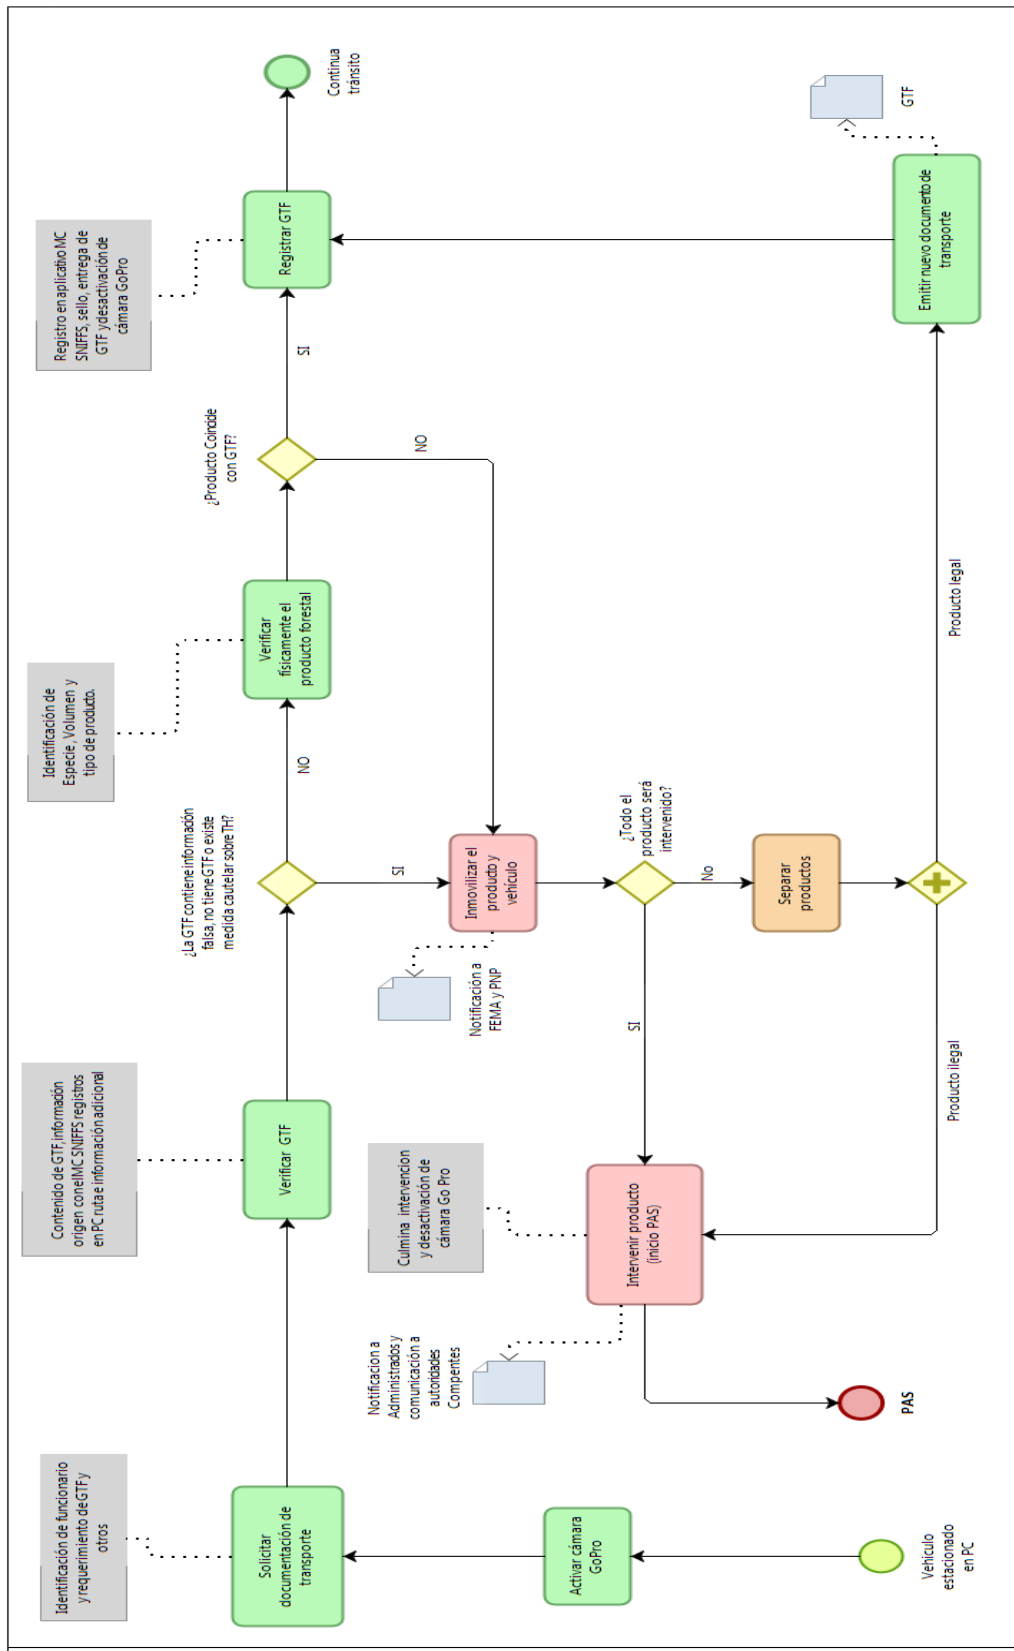 Identificación de funcionario
y requerimiento de GTF y
otros
Solicitar
documentación de
transporte
Activar cámara
GoPro
Vehículo
estacionado
en PC
Contenido de GTF, información
origen con el MC SNIFFS registros
en PC ruta e información adicional
Verificar GTF
Notificacion a
Administrados y
comunicación a
autoridades
Compentes
Culmina intervencion
y desactivación de
cámara Go Pro
Intervenir producto
(inicio PAS)
PAS
¿La GTF contiene información
falsa, no tiene GTF o existe
medida cautelar sobre TH?
SI
NO
Notificación a
FEMA y PNP
Inmovilizar el
producto y
vehículo
¿Todo el
producto será
intervenido?
SI
No
Separar
productos
Producto ilegal
Producto legal
Identificación de
Especie, Volumen y
tipo de producto.
Verificar
físicamente el
producto forestal
¿Producto Coincide
con GTF?
NO
SI
Registro en aplicativo MC
SNIFFS, sello, entrega de
GTF y desactivación de
cámara GoPro
Registrar GTF
Continua
tránsito
Emitir nuevo documento de
transporte
GTF